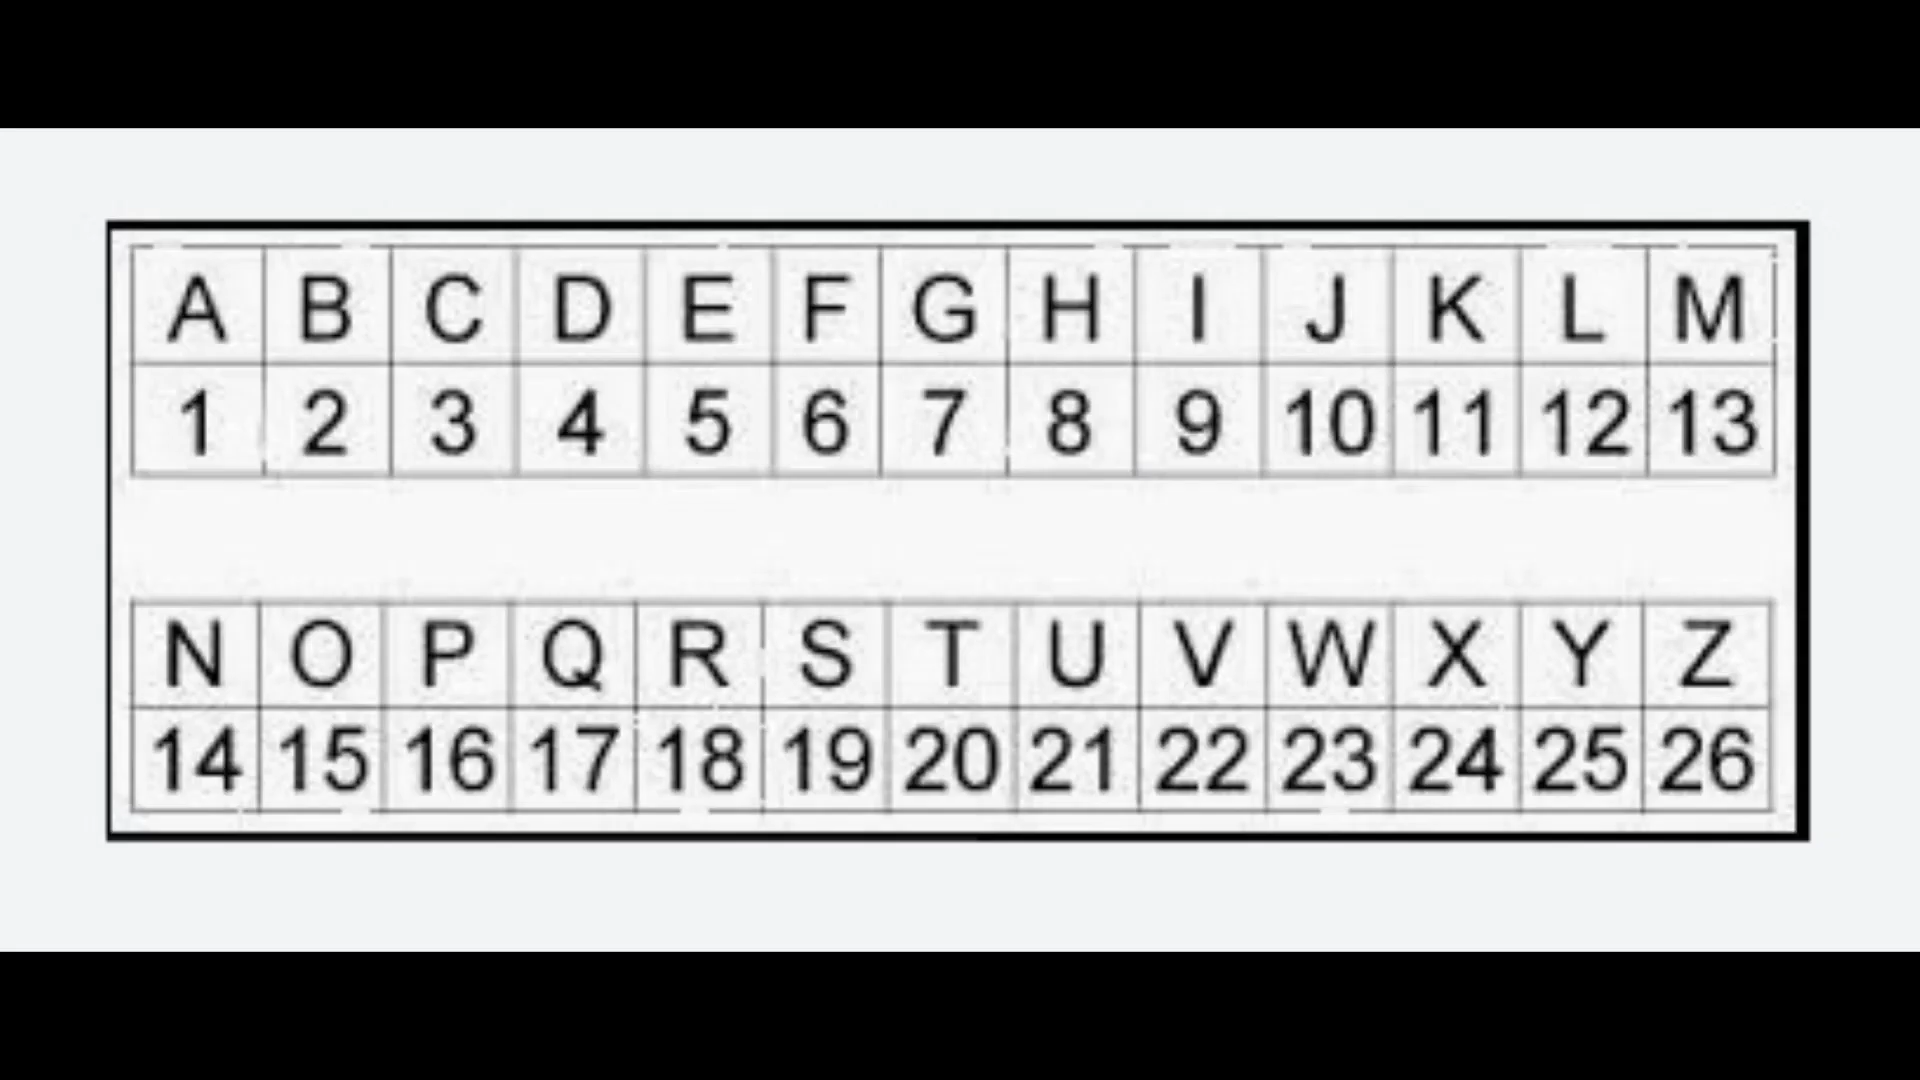 A B C D E F G H I J K L M
1 2 3 4 5 6 7 8 9 10 11 12 13
N O P Q R S T U V W X Y Z
14 15 16 17 18 19 20 21 22 23 24 25 26